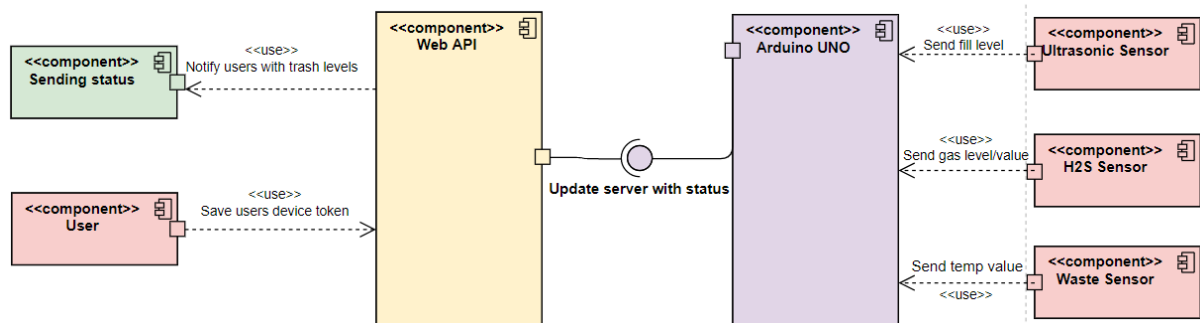 <<component>>
Sending status
<<use>>
Notify users with trash levels
<<component>>
User
<<use>>
Save users device token
<<component>>
Web API
Update server with status
<<component>>
Arduino UNO
<<use>>
Send fill level
<<component>>
Ultrasonic Sensor
<<use>>
Send gas level/value
<<component>>
H2S Sensor
Send temp value
<<use>>
<<component>>
Waste Sensor